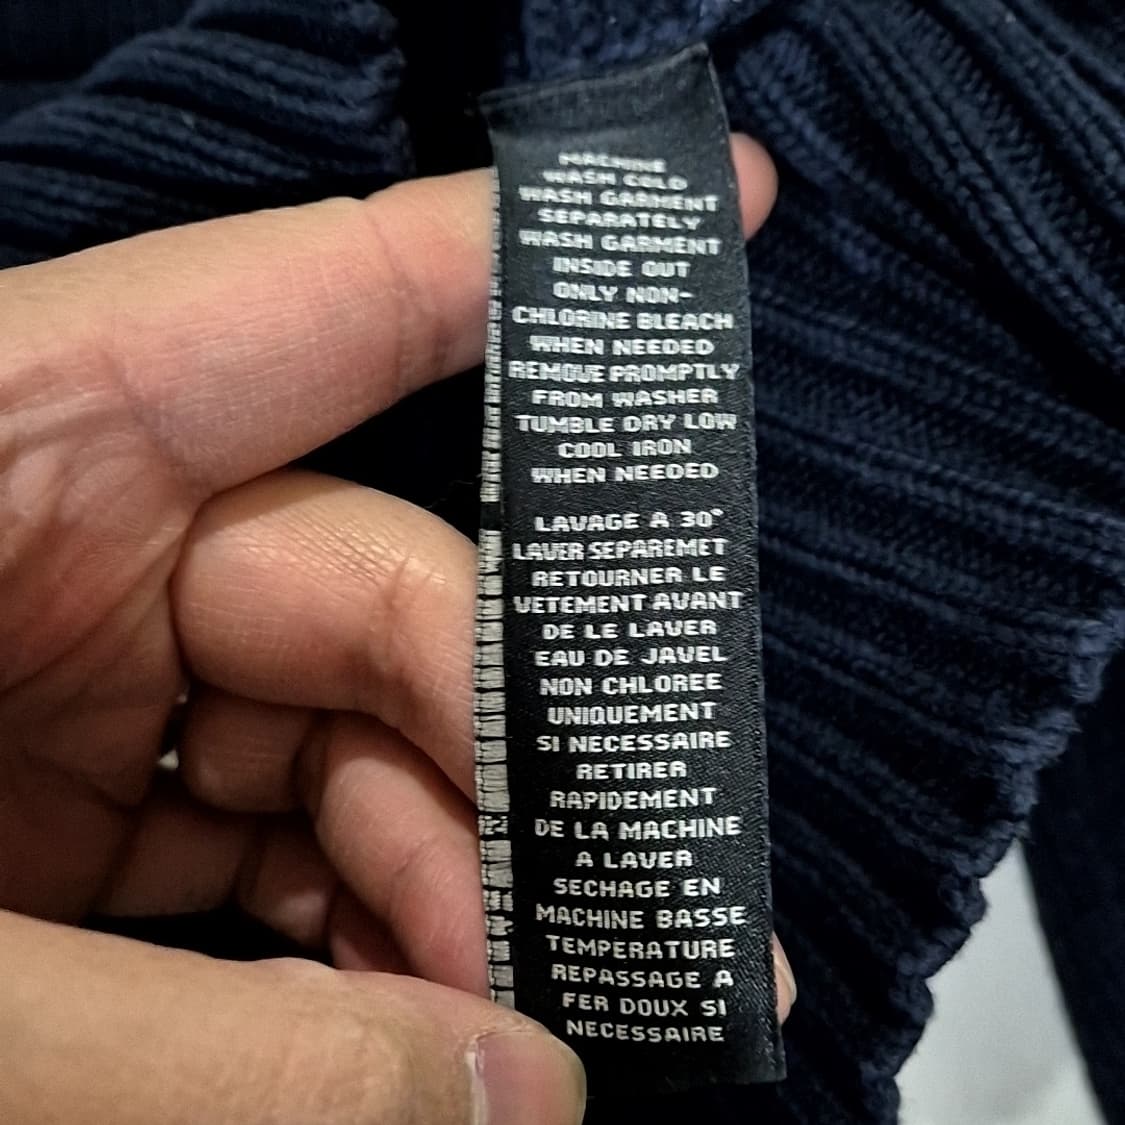 MACHINE
WASH COLD
WASH GARMENT
SEPARATELY
WASH GARMENT
INSIDE OUT
ONLY NON-
CHLORINE BLEACH
WHEN NEEDED
REMOVE PROMPTLY
FROM WASHER
TUMBLE DRY LOW
COOL IRON
WHEN NEEDED
LAVAGE A 30°
LAVER SEPAREMET
RETOURNER LE
VETEMENT AVANT
DE LE LAVER
EAU DE JAVEL
NON CHLOREE
UNIQUEMENT
SI NECESSAIRE
RETIRER
RAPIDEMENT
DE LA MACHINE
A LAVER
SECHAGE EN
MACHINE BASSE
TEMPERATURE
REPASSAGE A
FER DOUX SI
NECESSAIRE